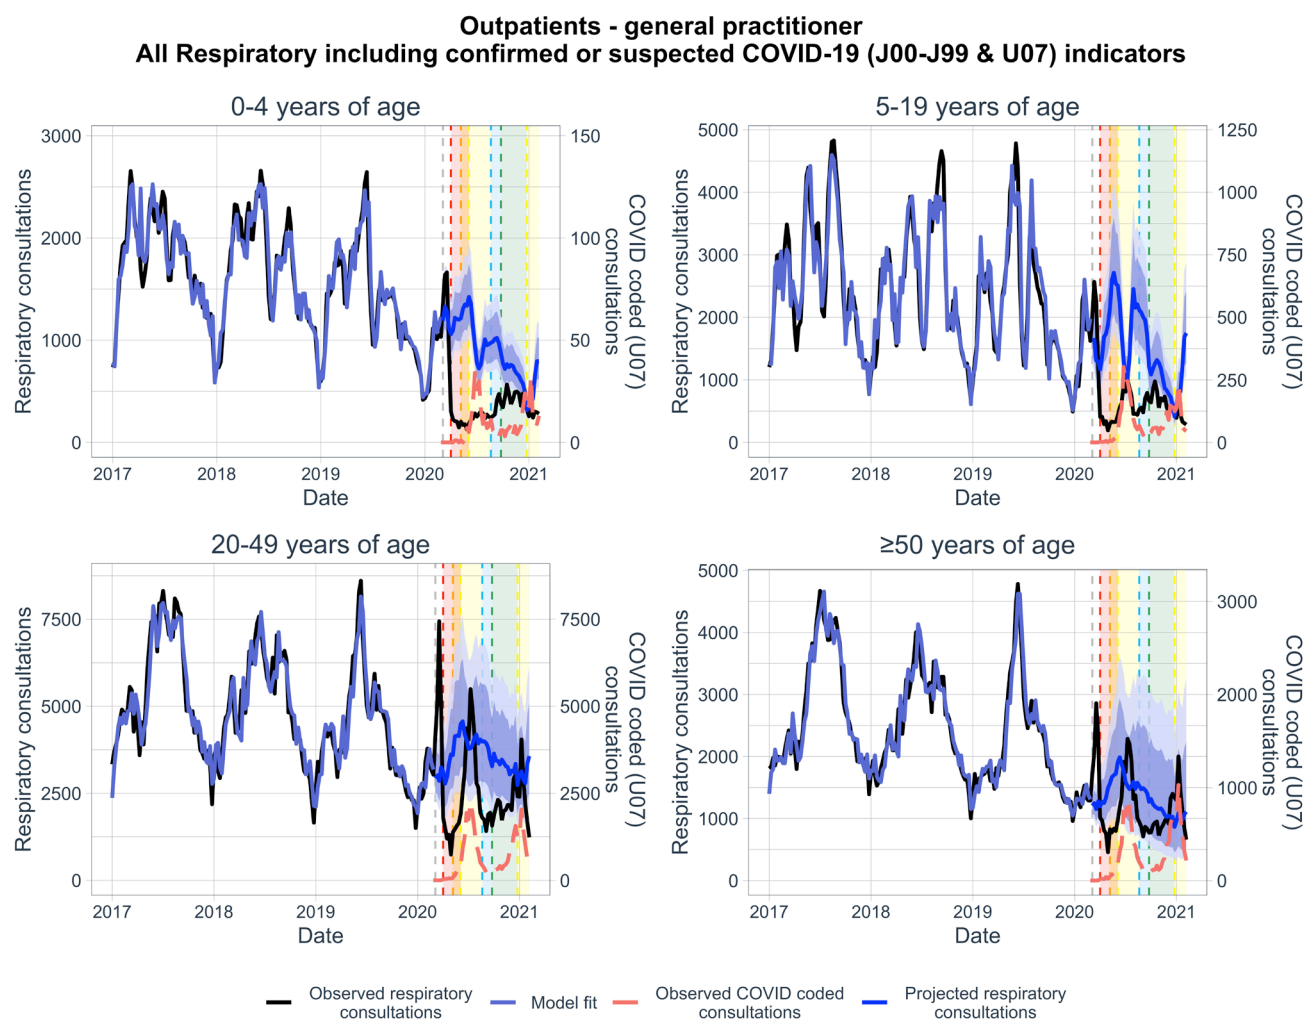 Outpatients - general practitioner
All Respiratory including confirmed or suspected COVID-19 (J00-J99 & U07) indicators
0-4 years of age
3000
2000
1000
0
150
100
50
0
Respiratory consultations
COVID coded (U07)
consultations
2017 2018 2019 2020 2021
Date
5-19 years of age
5000
4000
3000
2000
1000
0
1250
1000
750
500
250
0
Respiratory consultations
COVID coded (U07)
consultations
2017 2018 2019 2020 2021
Date
20-49 years of age
7500
5000
2500
0
7500
5000
2500
0
Respiratory consultations
COVID coded (U07)
consultations
2017 2018 2019 2020 2021
Date
≥50 years of age
5000
4000
3000
2000
1000
0
3000
2000
1000
0
Respiratory consultations
COVID coded (U07)
consultations
2017 2018 2019 2020 2021
Date
Observed respiratory
consultations
Model fit
Observed COVID coded
consultations
Projected respiratory
consultations